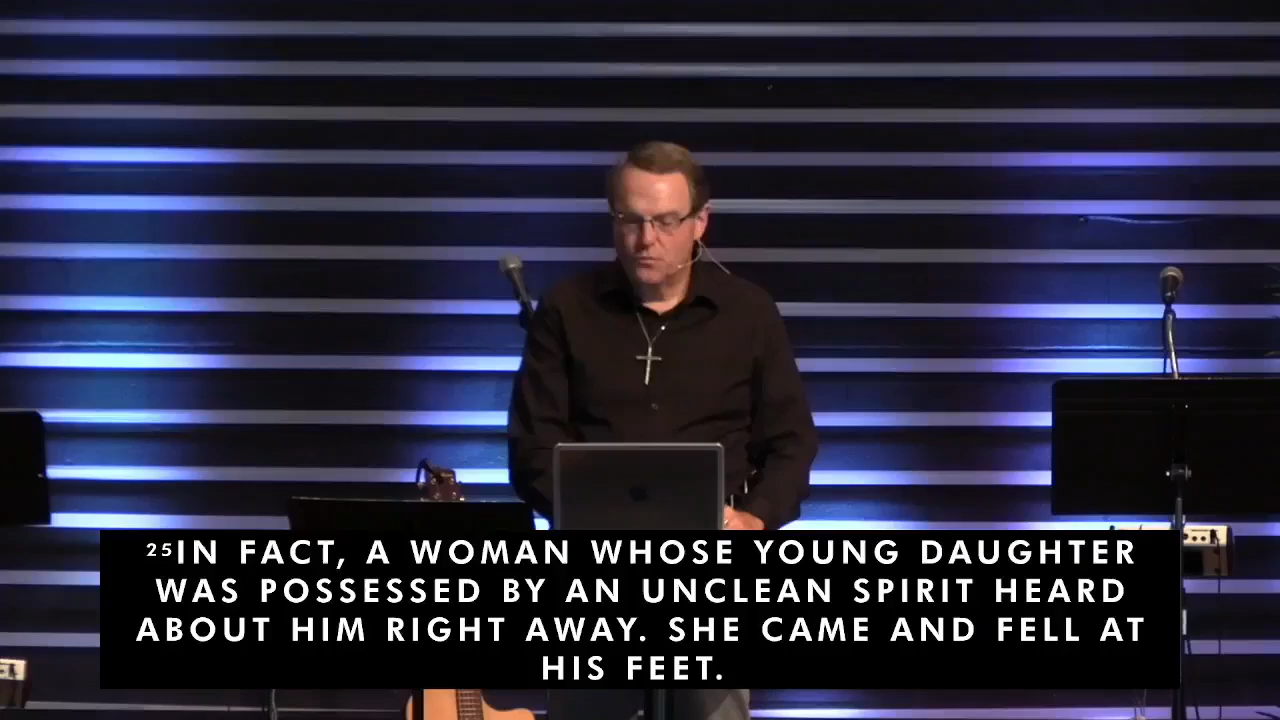 ²⁵IN FACT, A WOMAN WHOSE YOUNG DAUGHTER
WAS POSSESSED BY AN UNCLEAN SPIRIT HEARD
ABOUT HIM RIGHT AWAY. SHE CAME AND FELL AT
HIS FEET.